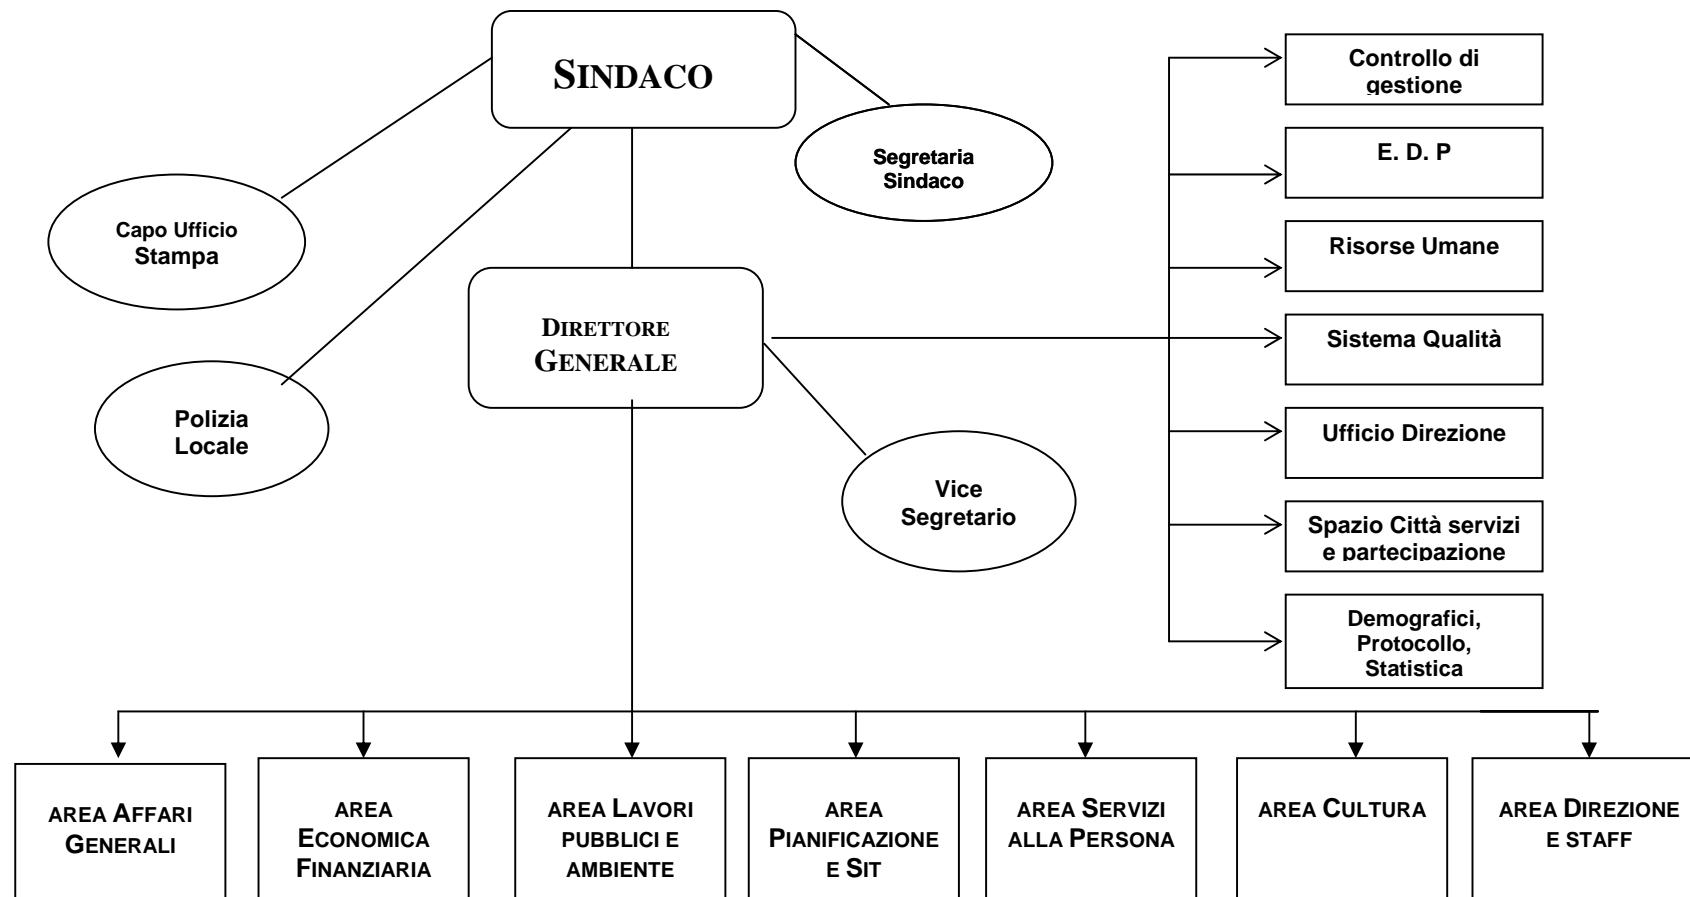 SINDACO
Segretaria
Sindaco
Capo Ufficio
Stampa
DIRETTORE
GENERALE
Polizia
Locale
Vice
Segretario
Controllo di
gestione
E. D. P
Risorse Umane
Sistema Qualità
Ufficio Direzione
Spazio Città servizi
e partecipazione
Demografici,
Protocollo,
Statistica
AREA AFFARI
GENERALI
AREA
ECONOMICA
FINANZIARIA
AREA LAVORI
PUBBLICI E
AMBIENTE
AREA
PIANIFICAZIONE
E SIT
AREA SERVIZI
ALLA PERSONA
AREA CULTURA
AREA DIREZIONE
E STAFF